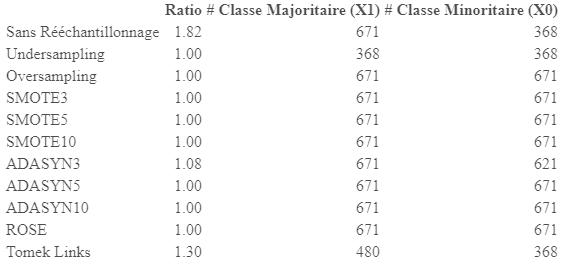 Ratio # Classe Majoritaire (X1) # Classe Minoritaire (X0)
Sans Rééchantillonnage 1.82 671 368
Undersampling 1.00 368 368
Oversampling 1.00 671 671
SMOTE3 1.00 671 671
SMOTE5 1.00 671 671
SMOTE10 1.00 671 671
ADASYN3 1.08 671 621
ADASYN5 1.00 671 671
ADASYN10 1.00 671 671
ROSE 1.00 671 671
Tomek Links 1.30 480 368